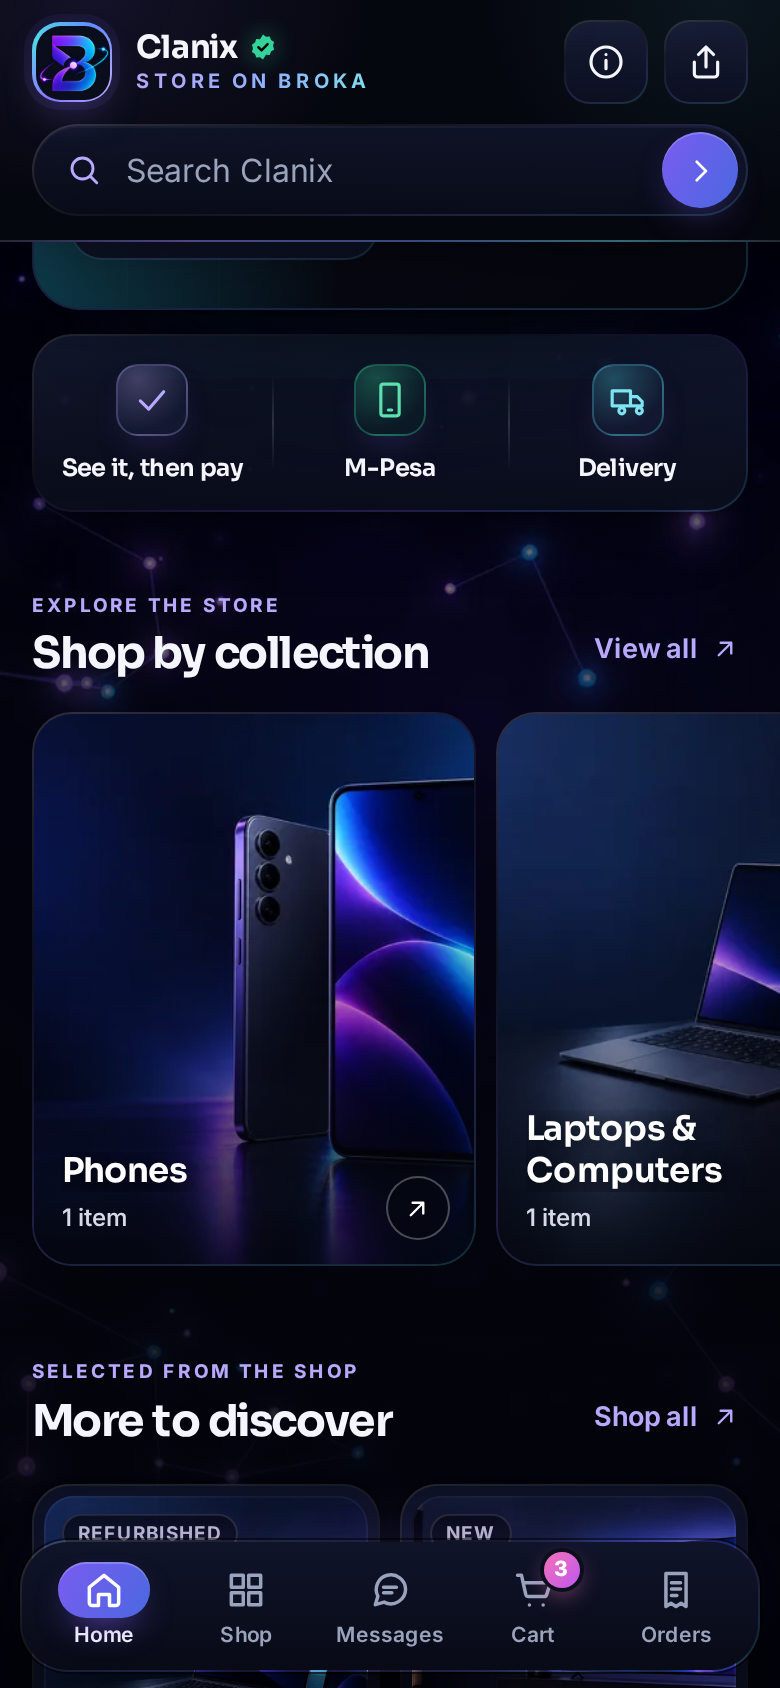 Clanix
STORE ON BROKA
Search Clanix
See it, then pay
M-Pesa
Delivery
EXPLORE THE STORE
Shop by collection
View all
Phones
1 item
Laptops &
Computers
1 item
SELECTED FROM THE SHOP
More to discover
Shop all
REFURBISHED
NEW
3
Home
Shop
Messages
Cart
Orders